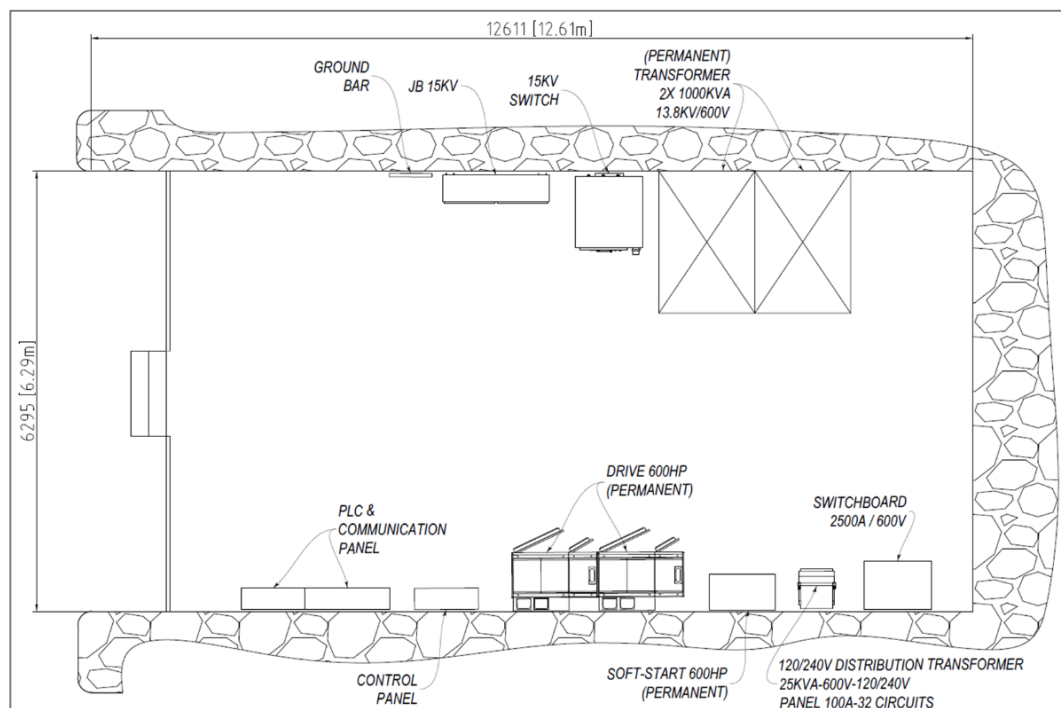 12611 [12.61m]
(PERMANENT)
TRANSFORMER
2X 1000KVA
13.8KV/600V
GROUND
BAR
JB 15KV
15KV
SWITCH
6295 [6.29m]
DRIVE 600HP
(PERMANENT)
PLC &
COMMUNICATION
PANEL
SWITCHBOARD
2500A / 600V
CONTROL
PANEL
SOFT-START 600HP
(PERMANENT)
120/240V DISTRIBUTION TRANSFORMER
25KVA-600V-120/240V
PANEL 100A-32 CIRCUITS